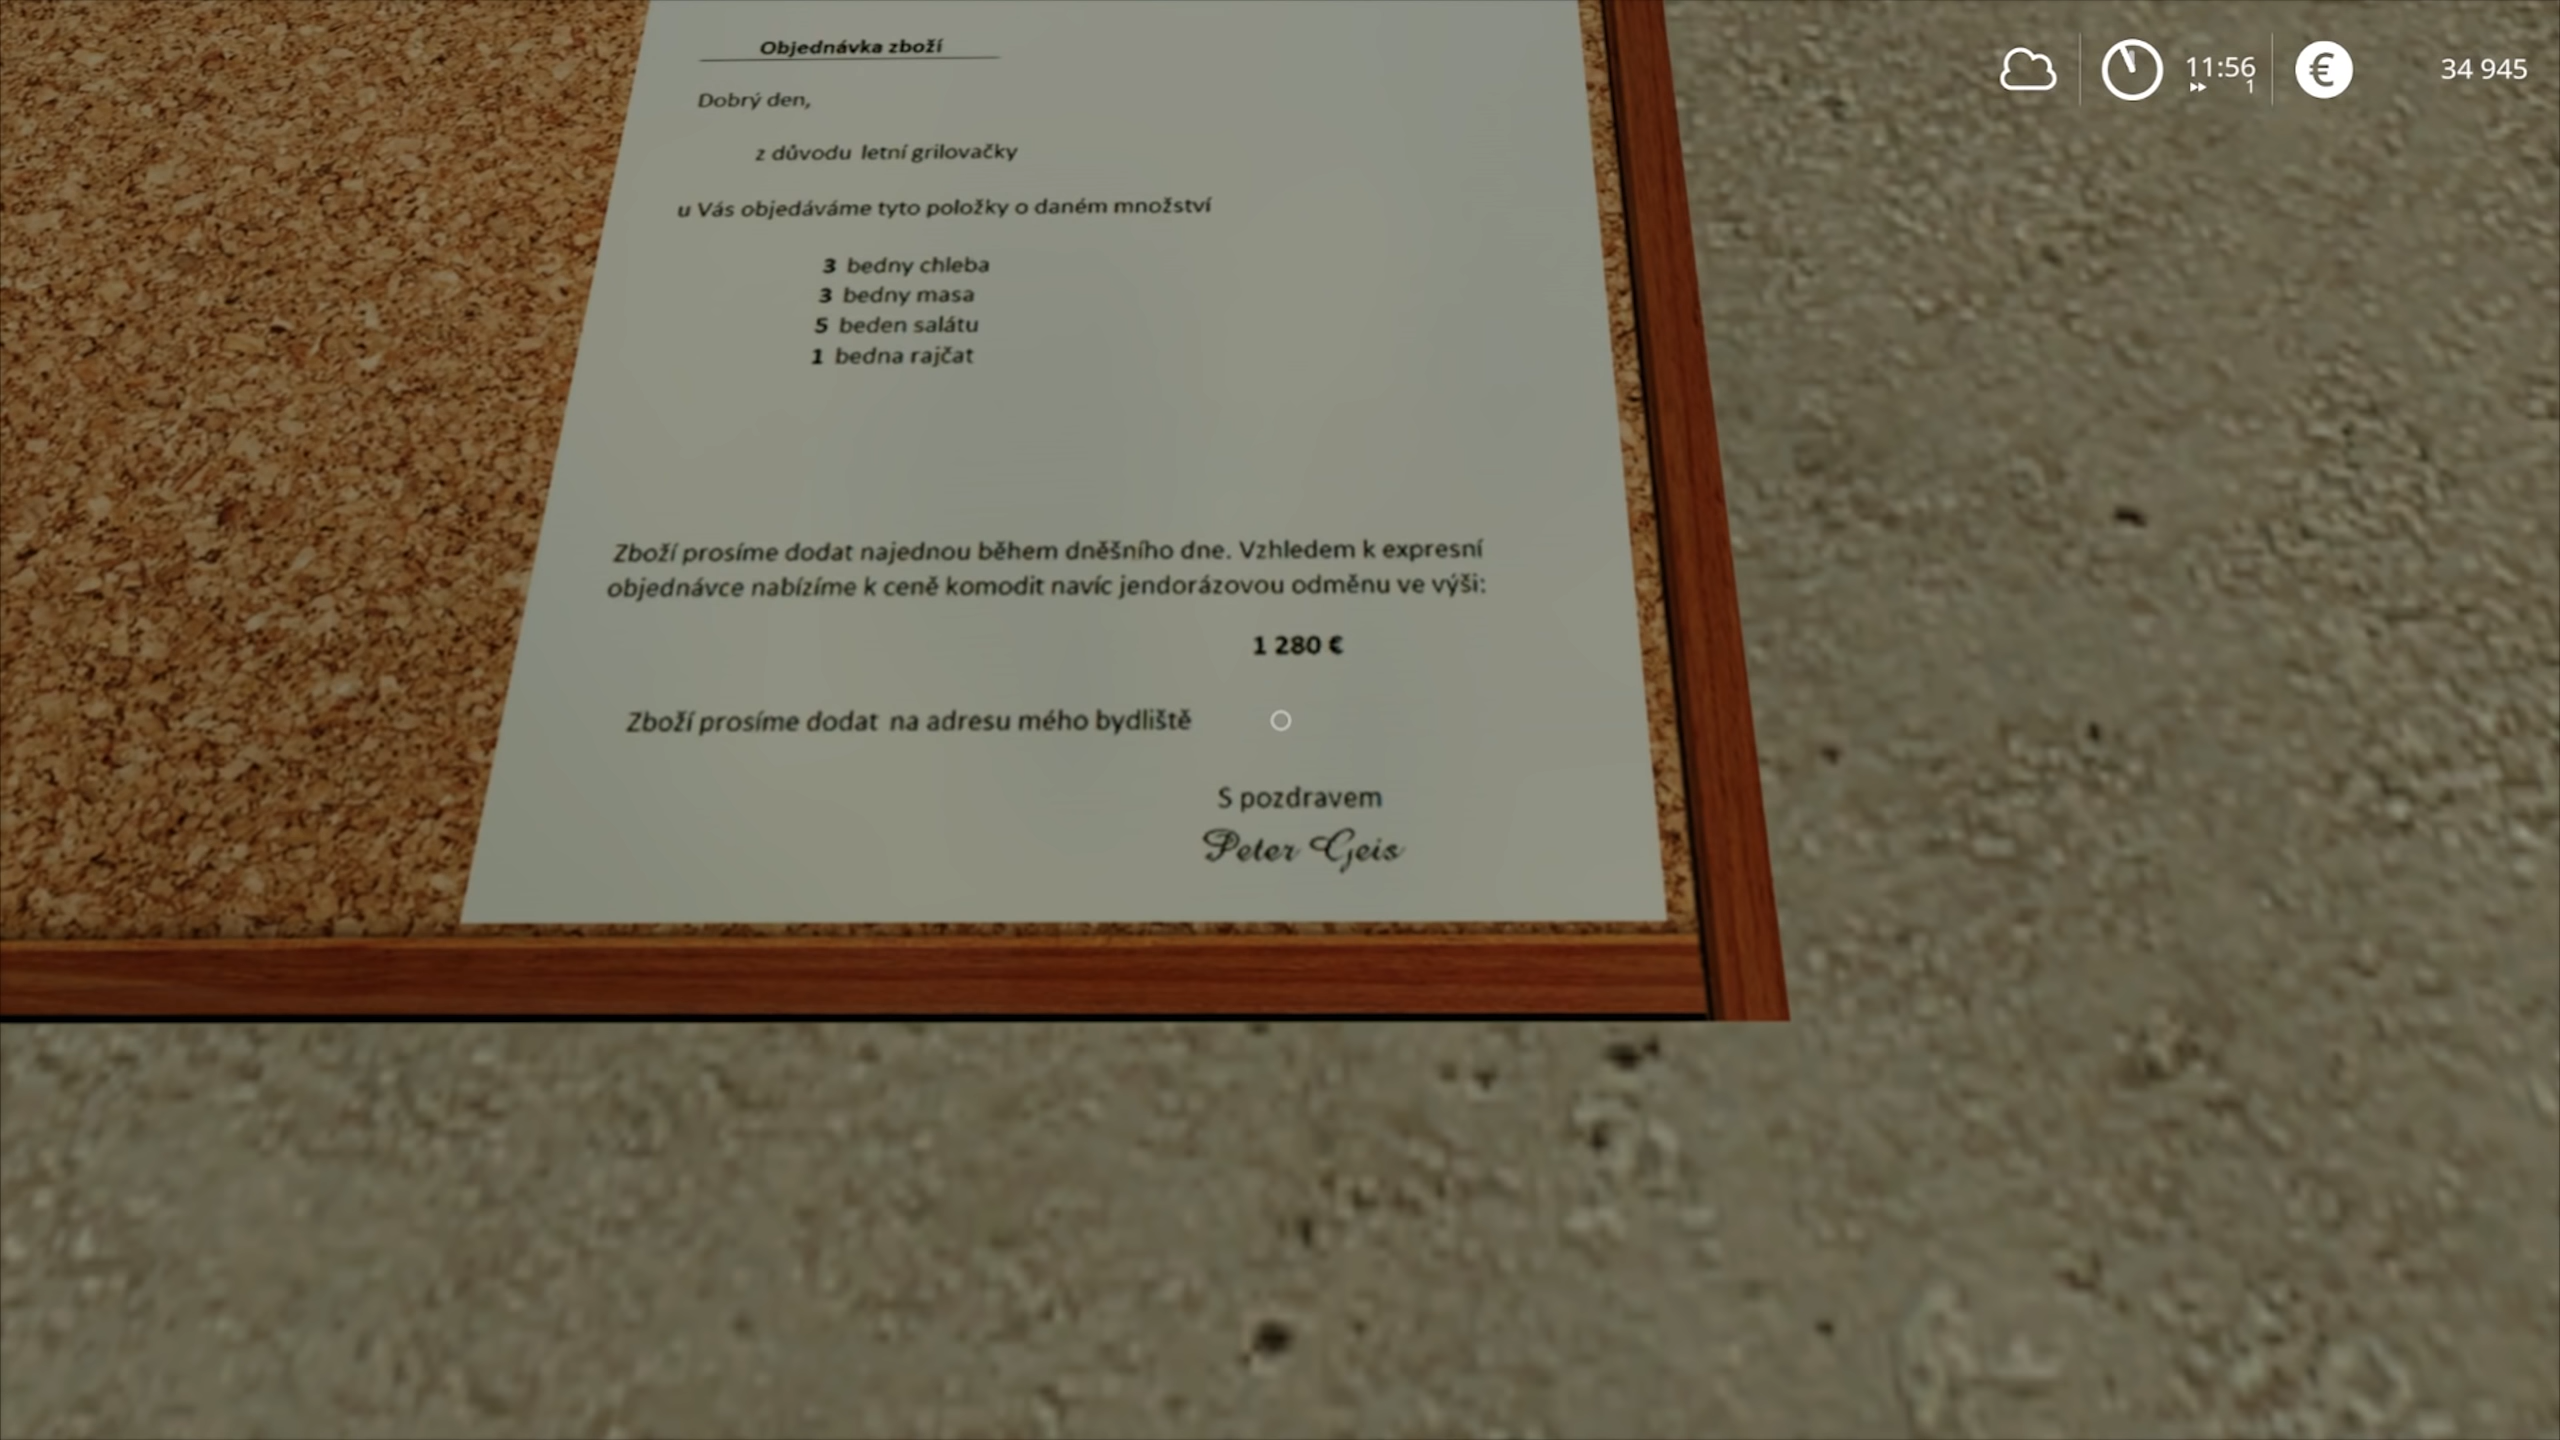 Objednávka zboží
Dobrý den,
z důvodu letní grilovačky
u Vás objedáváme tyto položky o daném množství
3 bedny chleba
3 bedny masa
5 beden salátu
1 bedna rajčat
Zboží prosíme dodat najednou během dněšního dne. Vzhledem k expresní
objednávce nabízíme k ceně komodit navíc jendorázovou odměnu ve výši:
1 280 €
Zboží prosíme dodat na adresu mého bydliště
S pozdravem
Peter Geis
11:56
1
€
34 945